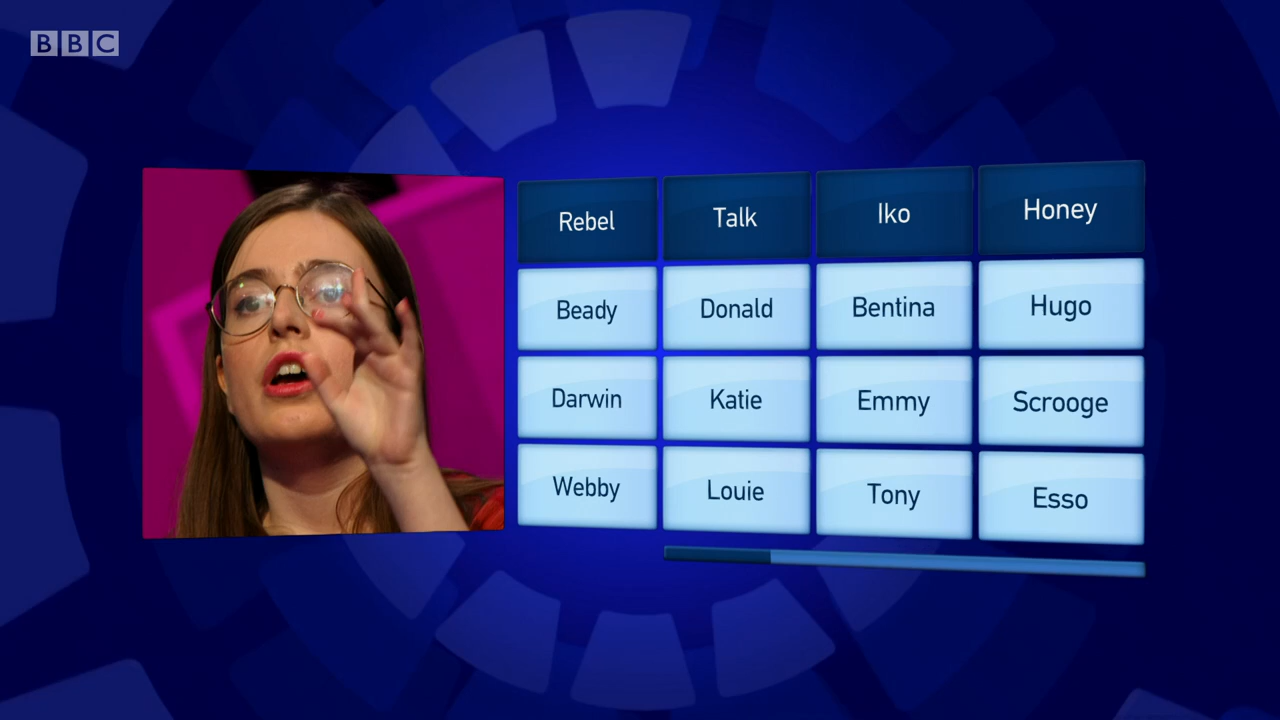 BBC
Rebel
Talk
Iko
Honey
Beady
Donald
Bentina
Hugo
Darwin
Katie
Emmy
Scrooge
Webby
Louie
Tony
Esso